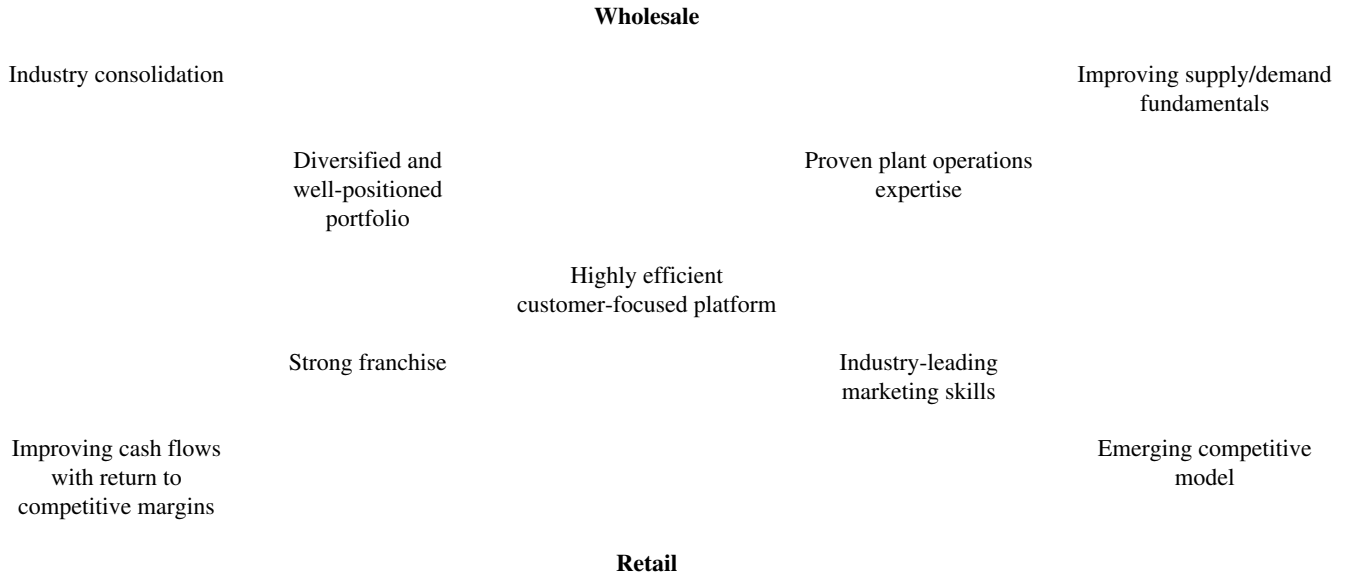 Wholesale
Industry consolidation
Improving supply/demand
fundamentals
Diversified and
well-positioned
portfolio
Proven plant operations
expertise
Highly efficient
customer-focused platform
Strong franchise
Industry-leading
marketing skills
Improving cash flows
with return to
competitive margins
Emerging competitive
model
Retail